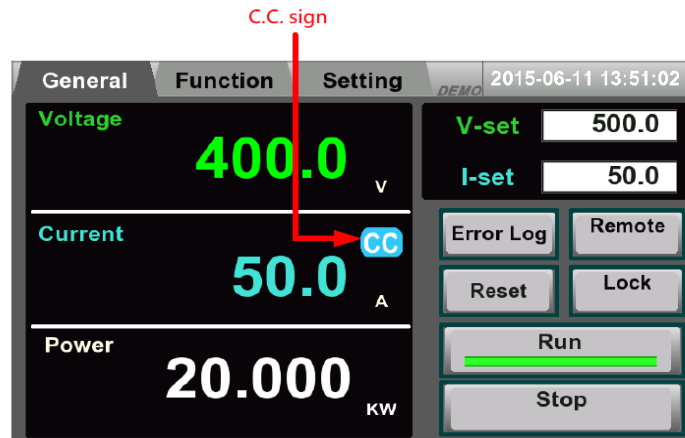 C.C. sign
General Function Setting DEMO 2015-06-11 13:51:02
Voltage
400.0 V
V-set 500.0
I-set 50.0
Current
CC
50.0 A
Error Log Remote
Reset Lock
Power
20.000 KW
Run
Stop